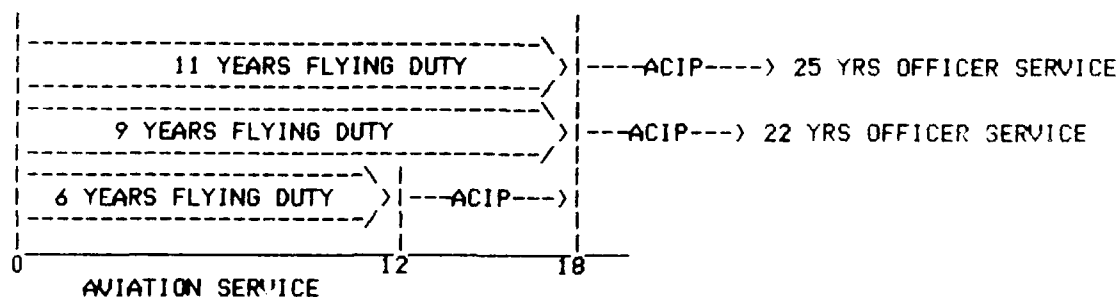 11 YEARS FLYING DUTY ----ACIP----> 25 YRS OFFICER SERVICE
9 YEARS FLYING DUTY ---ACIP---> 22 YRS OFFICER SERVICE
6 YEARS FLYING DUTY ---ACIP--->
0 12 18
AVIATION SERVICE